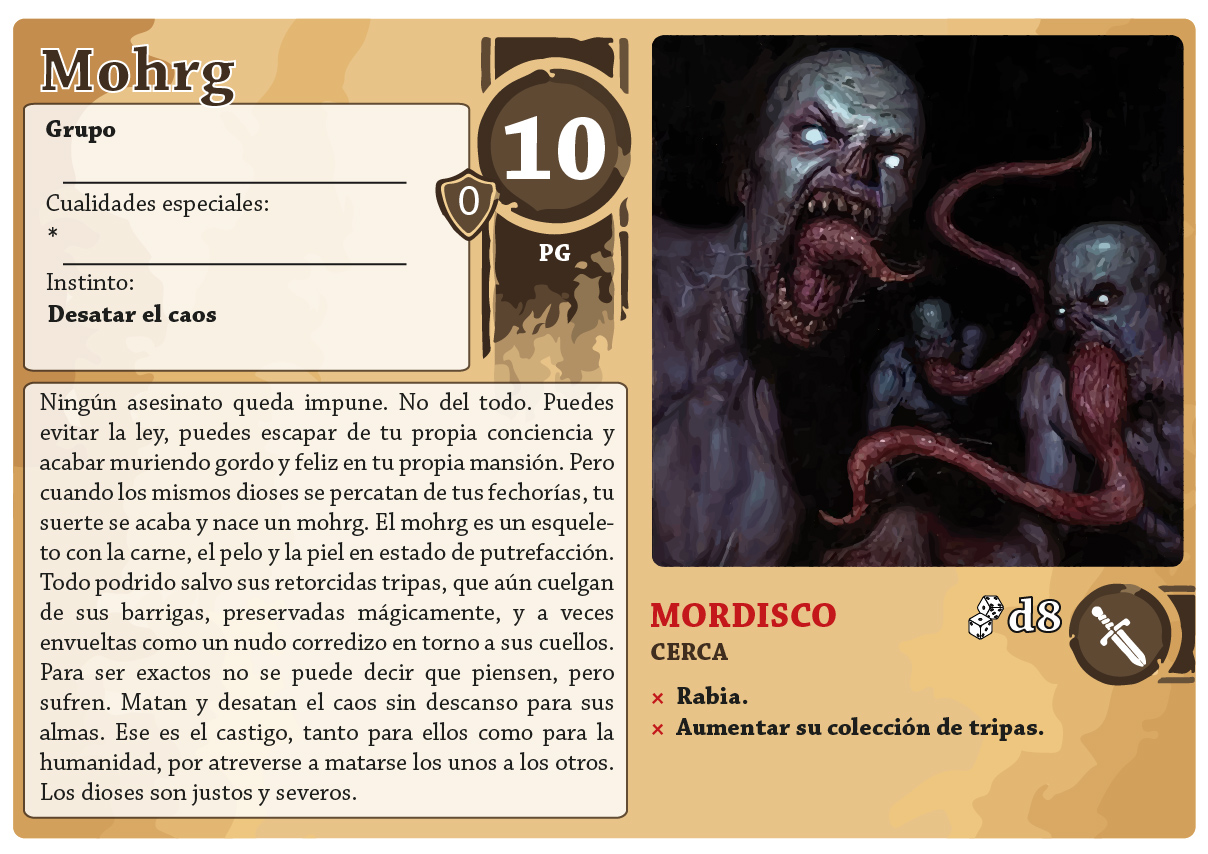 Mohrg
Grupo
Cualidades especiales:
*
Instinto:
Desatar el caos
0
10
PG
Ningún asesinato queda impune. No del todo. Puedes
evitar la ley, puedes escapar de tu propia conciencia y
acabar muriendo gordo y feliz en tu propia mansión. Pero
cuando los mismos dioses se percatan de tus fechorías, tu
suerte se acaba y nace un mohrg. El mohrg es un esquele-
to con la carne, el pelo y la piel en estado de putrefacción.
Todo podrido salvo sus retorcidas tripas, que aún cuelgan
de sus barrigas, preservadas mágicamente, y a veces
envueltas como un nudo corredizo en torno a sus cuellos.
Para ser exactos no se puede decir que piensen, pero
sufren. Matan y desatan el caos sin descanso para sus
almas. Ese es el castigo, tanto para ellos como para la
humanidad, por atreverse a matarse los unos a los otros.
Los dioses son justos y severos.
MORDISCO
d8
CERCA
× Rabia.
× Aumentar su colección de tripas.